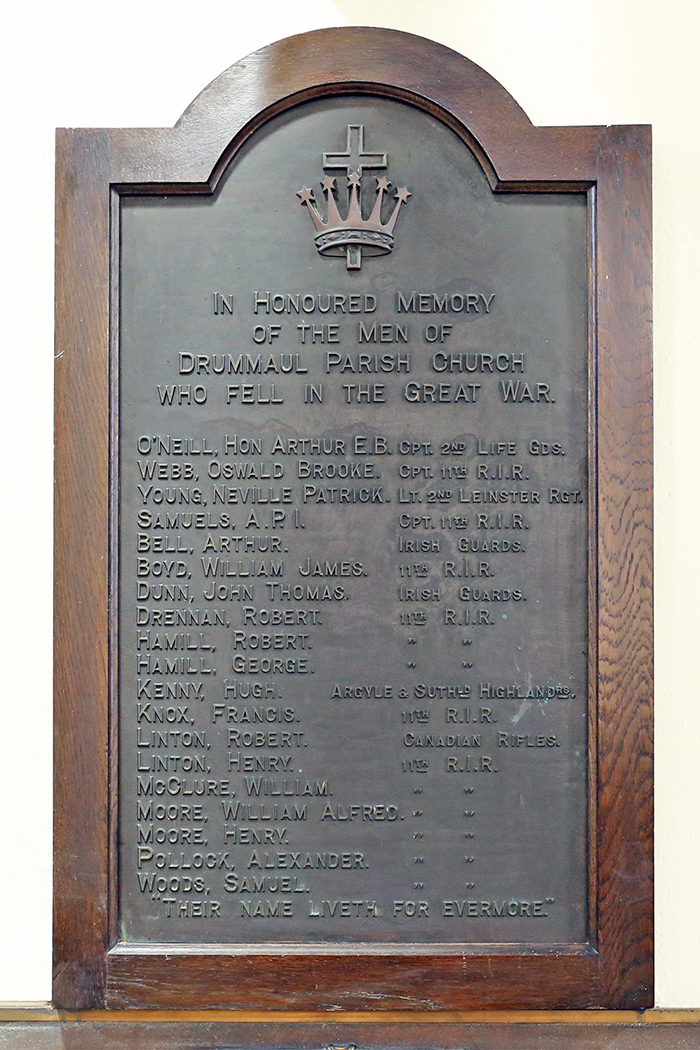 In Honoured Memory
of the Men of
Drummaul Parish Church
who fell in the Great War.
O'Neill, Hon Arthur E.B. Cpt. 2nd Life Gds.
Webb, Oswald Brooke. Cpt. 11th R.I.R.
Young, Neville Patrick. Lt. 2nd Leinster Rgt.
Samuels, A.P.I. Cpt. 11th R.I.R.
Bell, Arthur. Irish Guards.
Boyd, William James. 11th R.I.R.
Dunn, John Thomas. Irish Guards.
Drennan, Robert. 11th R.I.R.
Hamill, Robert. " "
Hamill, George. " "
Kenny, Hugh. Argyle & Suthld Highlandrs.
Knox, Francis. 11th R.I.R.
Linton, Robert. Canadian Rifles.
Linton, Henry. 11th R.I.R.
McClure, William. " "
Moore, William Alfred. " "
Moore, Henry. " "
Pollock, Alexander. " "
Woods, Samuel. " "
"Their name liveth for evermore."